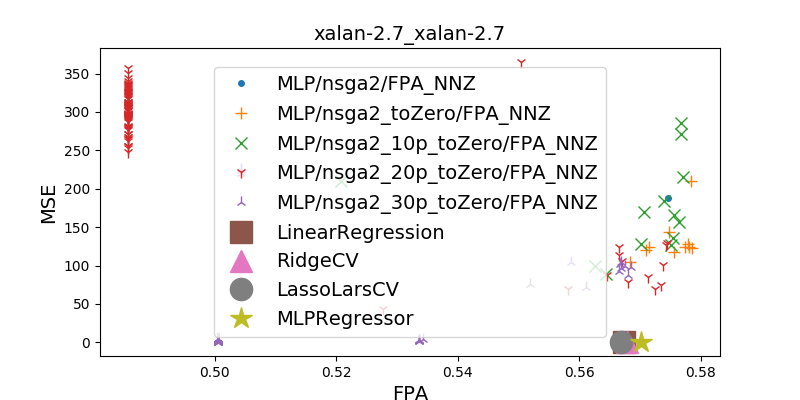 xalan-2.7_xalan-2.7
MSE
350
300
250
200
150
100
50
0
MLP/nsga2/FPA_NNZ
MLP/nsga2_toZero/FPA_NNZ
MLP/nsga2_10p_toZero/FPA_NNZ
MLP/nsga2_20p_toZero/FPA_NNZ
MLP/nsga2_30p_toZero/FPA_NNZ
LinearRegression
RidgeCV
LassoLarsCV
MLPRegressor
0.50 0.52 0.54 0.56 0.58
FPA